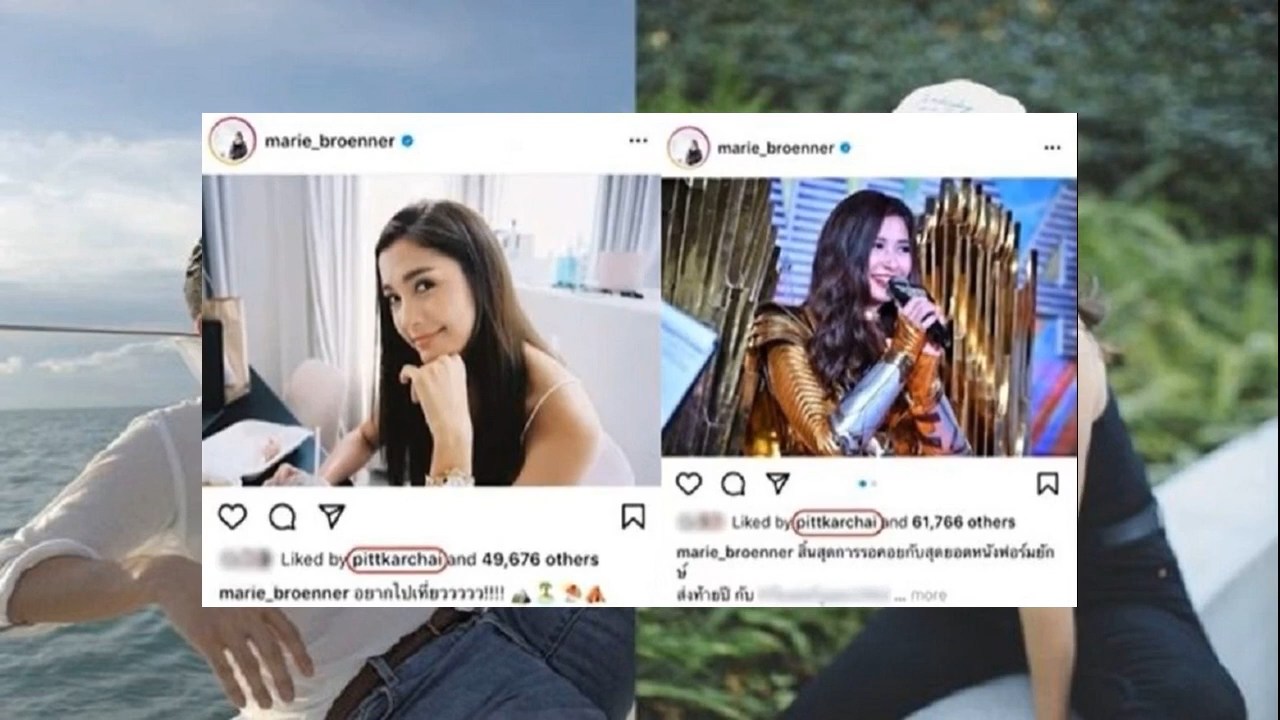 marie_broenner
Liked by pittkarchai and 49,676 others
marie_broenner อยากไปเที่ยววววว!!!!
marie_broenner
Liked by pittkarchai and 61,766 others
marie_broenner สิ้นสุดการรอคอยกับสุดยอดหนังฟอร์มยัก
ษ์
ส่งท้ายปี กับ ... more